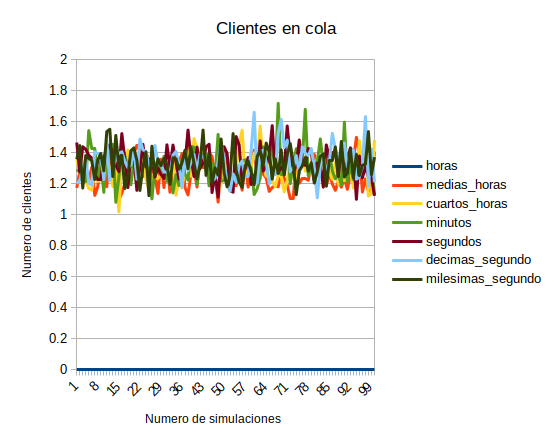 Clientes en cola
2
1.8
1.6
1.4
1.2
1
0.8
0.6
0.4
0.2
0
Numero de clientes
1
8
15
22
29
36
43
50
57
64
71
78
85
92
99
Numero de simulaciones
horas
medias_horas
cuartos_horas
minutos
segundos
decimas_segundo
milesimas_segundo